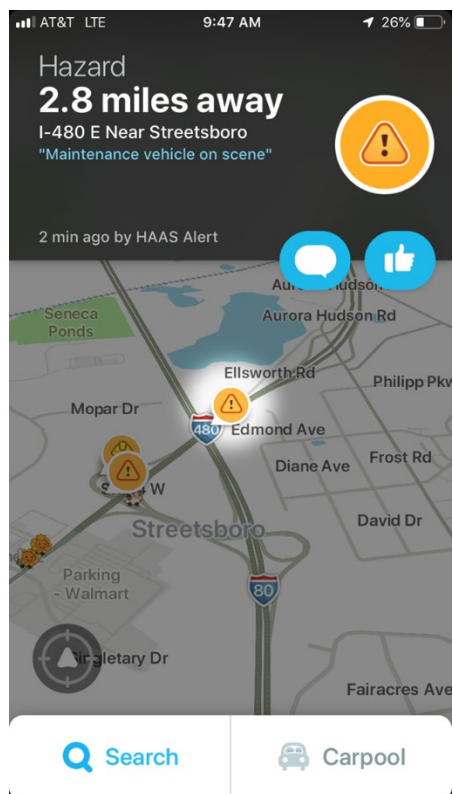 AT&T LTE 9:47 AM 26%
Hazard
2.8 miles away
I-480 E Near Streetsboro
"Maintenance vehicle on scene"
2 min ago by HAAS Alert
Seneca
Ponds
Aurora Hudson Rd
Ellsworth Rd
Philipp Pkw
Mopar Dr
480
Edmond Ave
Diane Ave
Frost Rd
W
Streetsboro
David Dr
80
Parking
- Walmart
Singletary Dr
Fairacres Ave
Search
Carpool